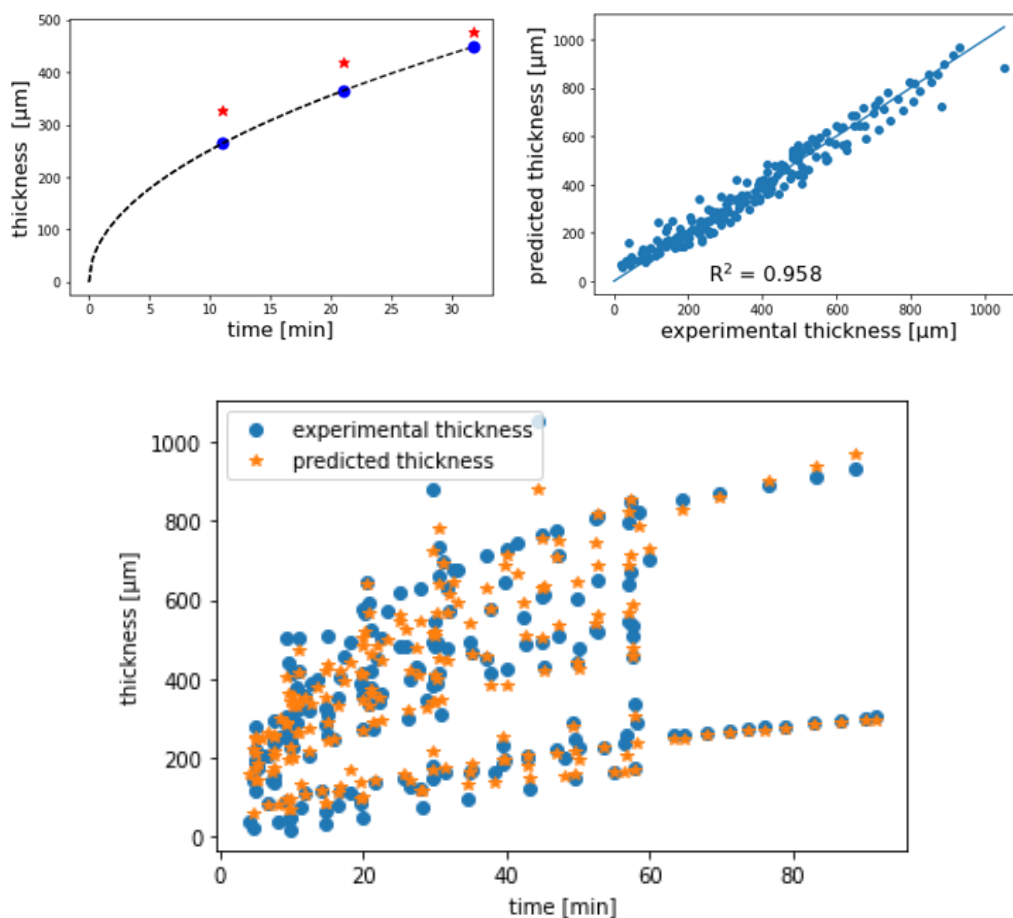 500
400
300
200
100
0
thickness [µm]
0 5 10 15 20 25 30
time [min]
1000
800
600
400
200
0
predicted thickness [µm]
R² = 0.958
0 200 400 600 800 1000
experimental thickness [µm]
experimental thickness
predicted thickness
1000
800
600
400
200
0
thickness [µm]
0 20 40 60 80
time [min]